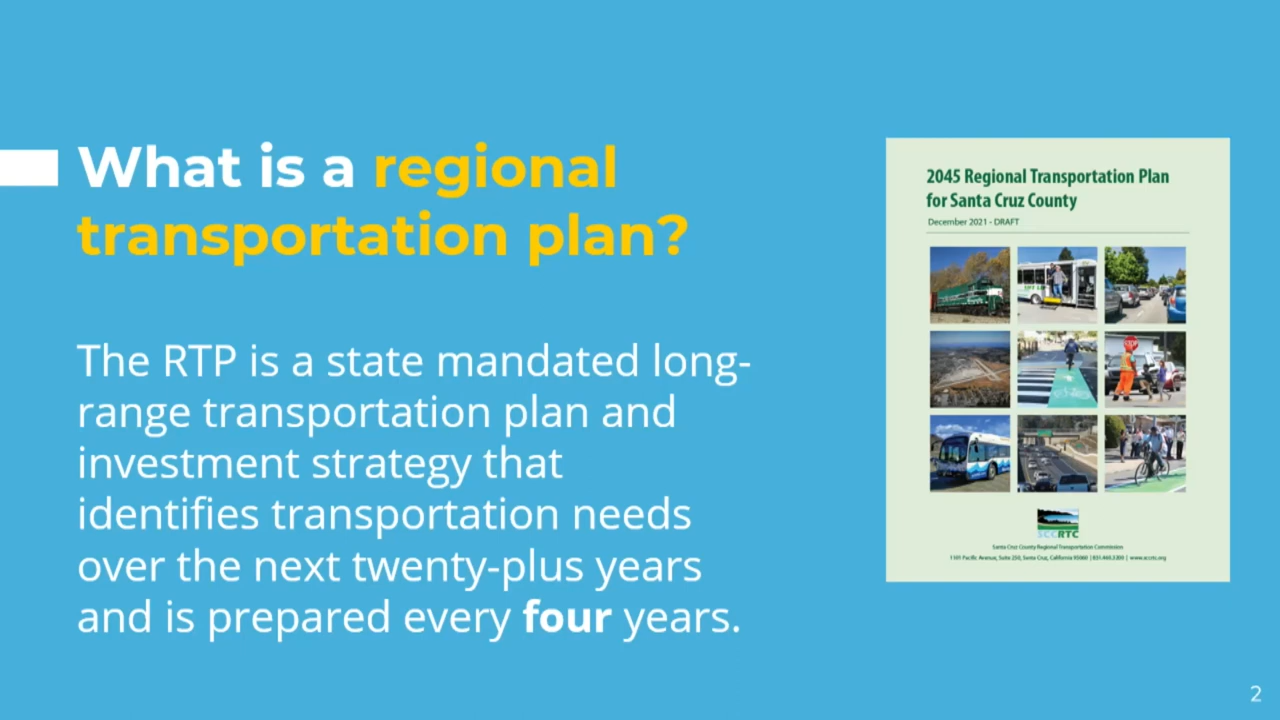 What is a regional
transportation plan?
The RTP is a state mandated long-
range transportation plan and
investment strategy that
identifies transportation needs
over the next twenty-plus years
and is prepared every four years.
2045 Regional Transportation Plan
for Santa Cruz County
December 2021 - DRAFT
STOP
SCCRTC
Santa Cruz County Regional Transportation Commission
2